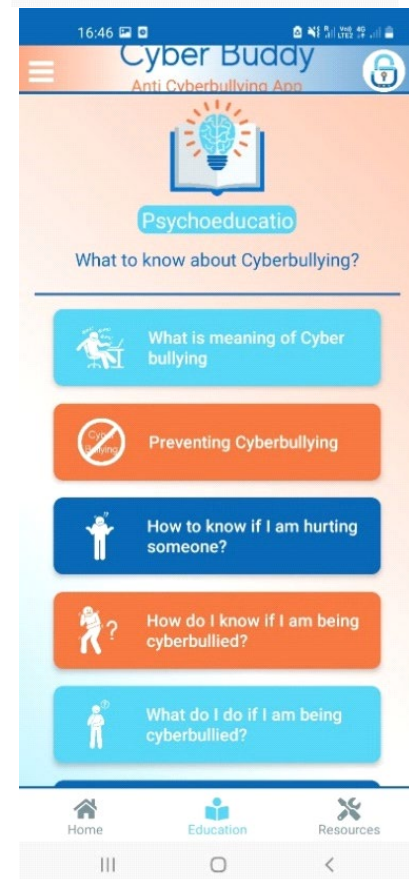 16:46
Cyber Buddy
Anti Cyberbullying App
Psychoeducatio
What to know about Cyberbullying?
What is meaning of Cyber
bullying
Cyber
Bullying
Preventing Cyberbullying
How to know if I am hurting
someone?
How do I know if I am being
cyberbullied?
What do I do if I am being
cyberbullied?
Home
Education
Resources